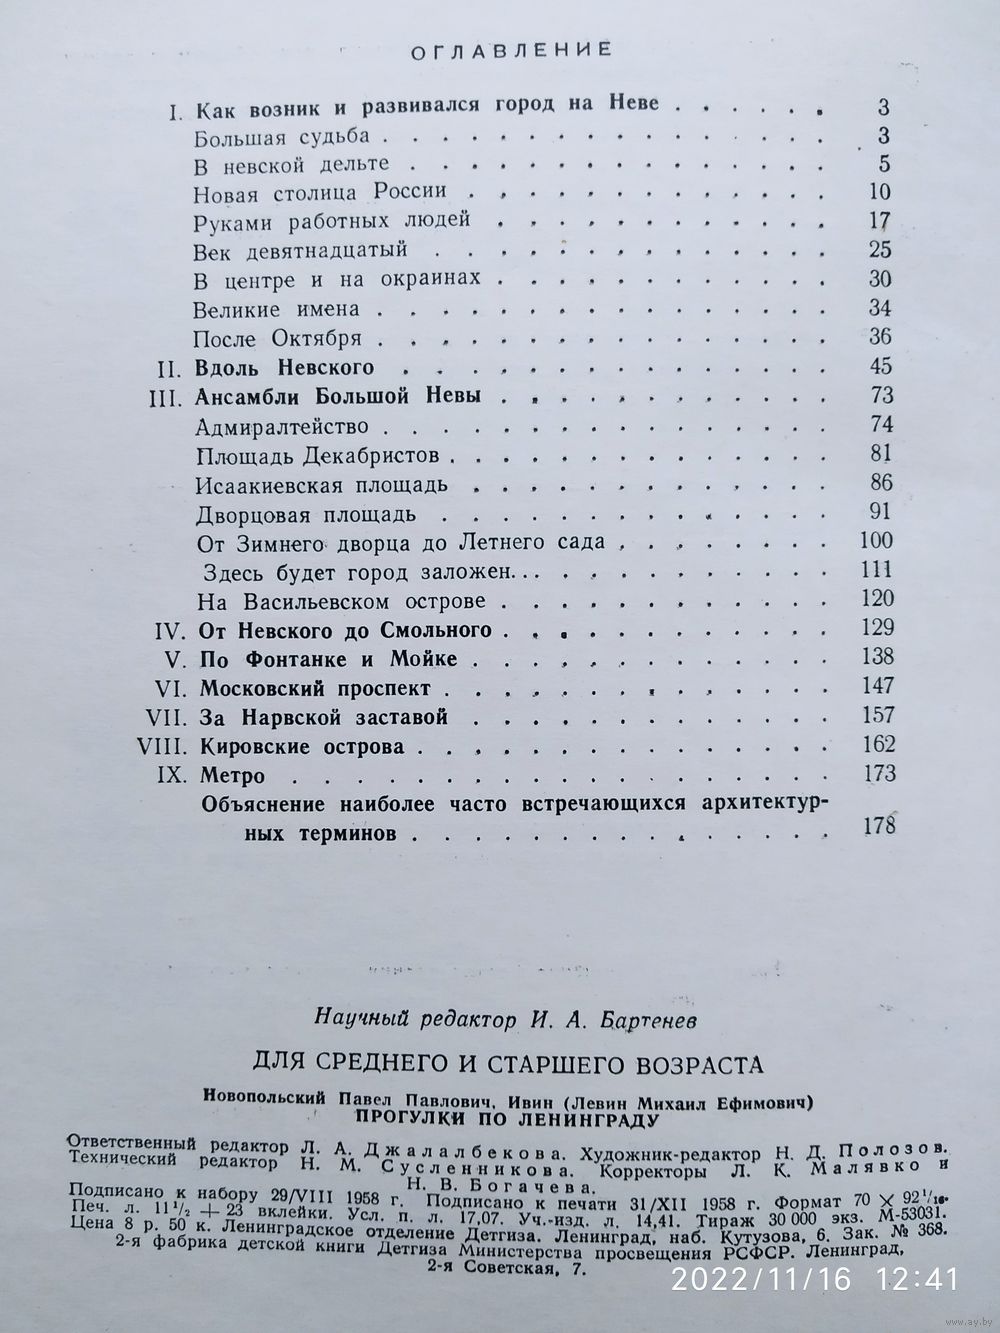 ОГЛАВЛЕНИЕ
I. Как возник и развивался город на Неве . . . . . . 3
Большая судьба . . . . . . . . . . . . . . . 3
В невской дельте . . . . . . . . . . . . . . 5
Новая столица России . . . . . . . . . . . . 10
Руками работных людей . . . . . . . . . . . 17
Век девятнадцатый . . . . . . . . . . . . . 25
В центре и на окраинах . . . . . . . . . . . 30
Великие имена . . . . . . . . . . . . . . . 34
После Октября . . . . . . . . . . . . . . . 36
II. Вдоль Невского . . . . . . . . . . . . . . 45
III. Ансамбли Большой Невы . . . . . . . . . . . 73
Адмиралтейство . . . . . . . . . . . . . . . 74
Площадь Декабристов . . . . . . . . . . . . . 81
Исаакиевская площадь . . . . . . . . . . . . 86
Дворцовая площадь . . . . . . . . . . . . . 91
От Зимнего дворца до Летнего сада . . . . . . . 100
Здесь будет город заложен... . . . . . . . . . . 111
На Васильевском острове . . . . . . . . . . . 120
IV. От Невского до Смольного . . . . . . . . . . . 129
V. По Фонтанке и Мойке . . . . . . . . . . . . 138
VI. Московский проспект . . . . . . . . . . . . . 147
VII. За Нарвской заставой . . . . . . . . . . . . 157
VIII. Кировские острова . . . . . . . . . . . . . . 162
IX. Метро . . . . . . . . . . . . . . . . . . 173
Объяснение наиболее часто встречающихся архитектур-
ных терминов . . . . . . . . . . . . . . 178
Научный редактор И. А. Бартенев
ДЛЯ СРЕДНЕГО И СТАРШЕГО ВОЗРАСТА
Новопольский Павел Павлович, Ивин (Левин Михаил Ефимович)
ПРОГУЛКИ ПО ЛЕНИНГРАДУ
Ответственный редактор Л. А. Джалалбекова. Художник-редактор Н. Д. Полозов.
Технический редактор Н. М. Сусленникова. Корректоры Л. К. Малявко и
Н. В. Богачева.
Подписано к набору 29/VIII 1958 г. Подписано к печати 31/XII 1958 г. Формат 70 × 92 1/16.
Печ. л. 11 1/2 + 23 вклейки. Усл. п. л. 17,07. Уч.-изд. л. 14,41. Тираж 30 000 экз. М-53031.
Цена 8 р. 50 к. Ленинградское отделение Детгиза. Ленинград, наб. Кутузова, 6. Зак. № 368.
2-я фабрика детской книги Детгиза Министерства просвещения РСФСР. Ленинград,
2-я Советская, 7.
2022/11/16 12:41
www.ay.by